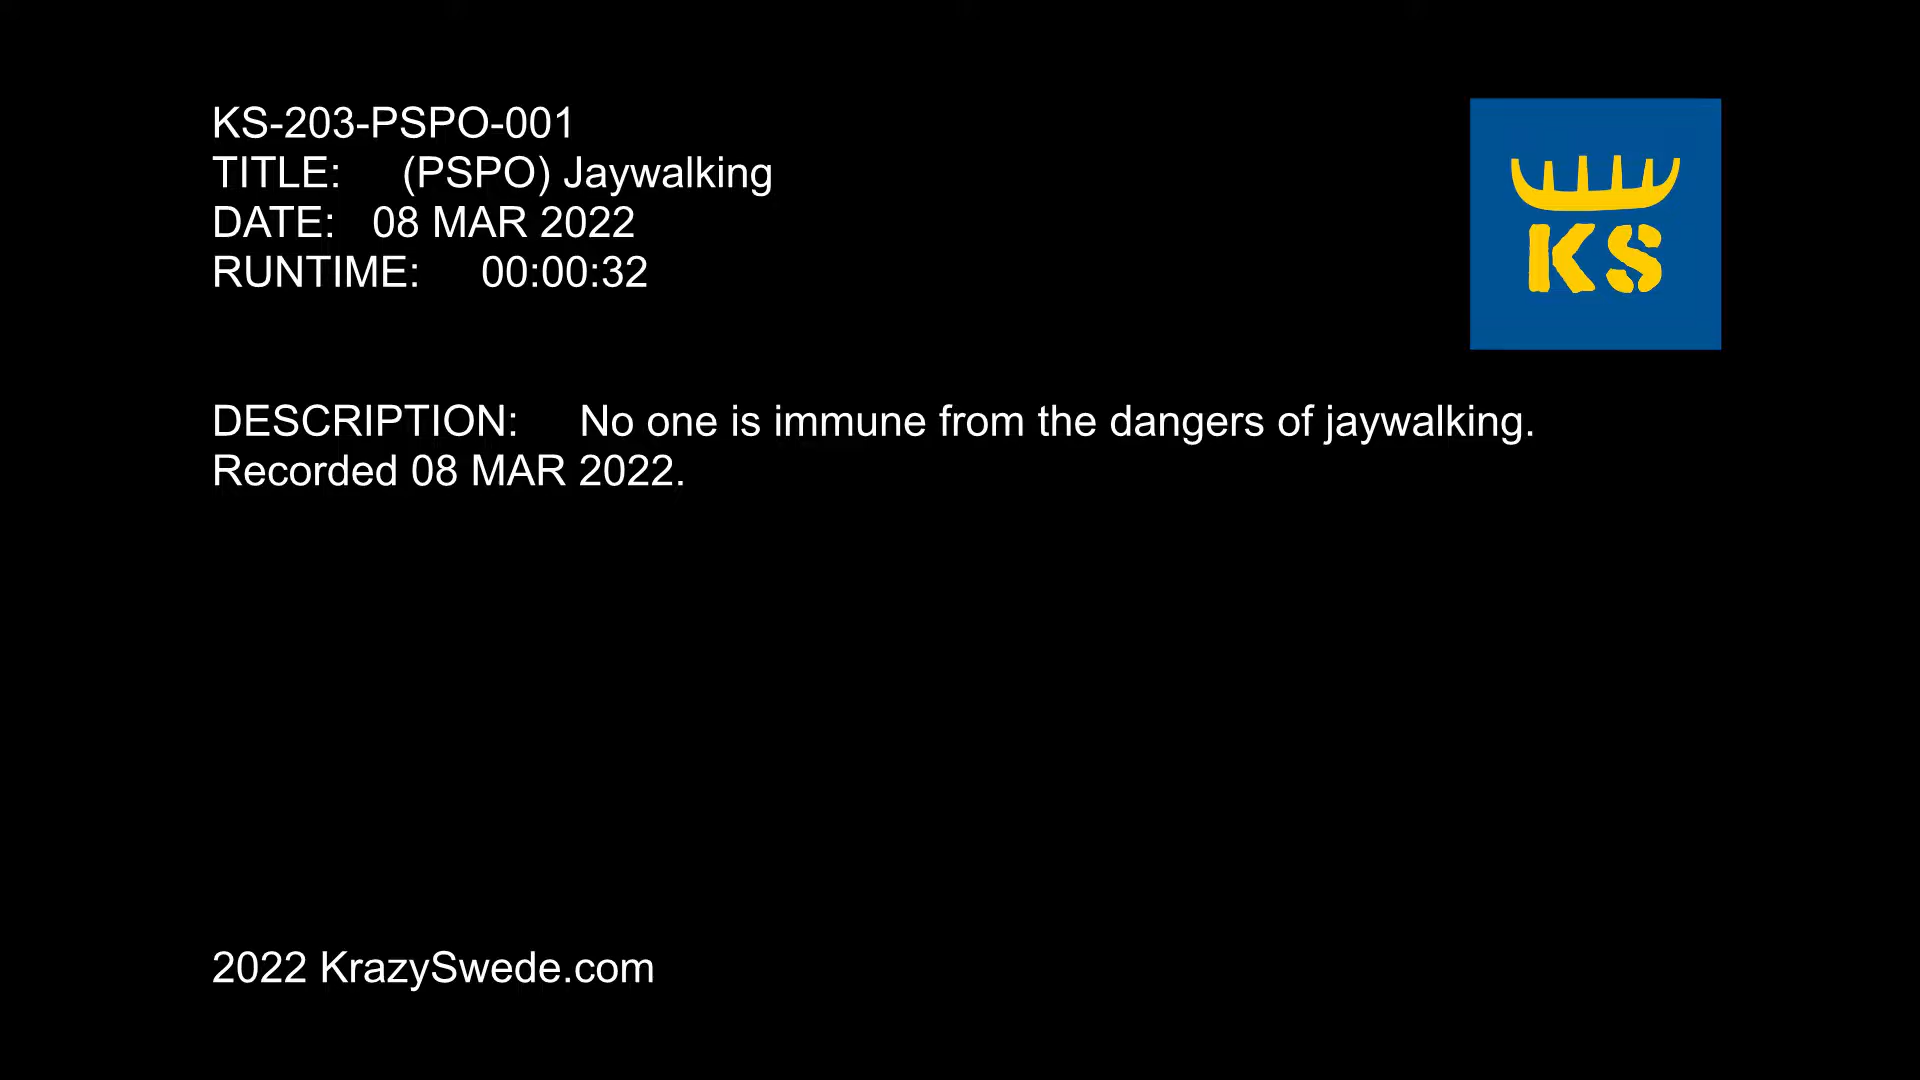 KS-203-PSPO-001
TITLE: (PSPO) Jaywalking
DATE: 08 MAR 2022
RUNTIME: 00:00:32
KS
DESCRIPTION: No one is immune from the dangers of jaywalking.
Recorded 08 MAR 2022.
2022 KrazySwede.com